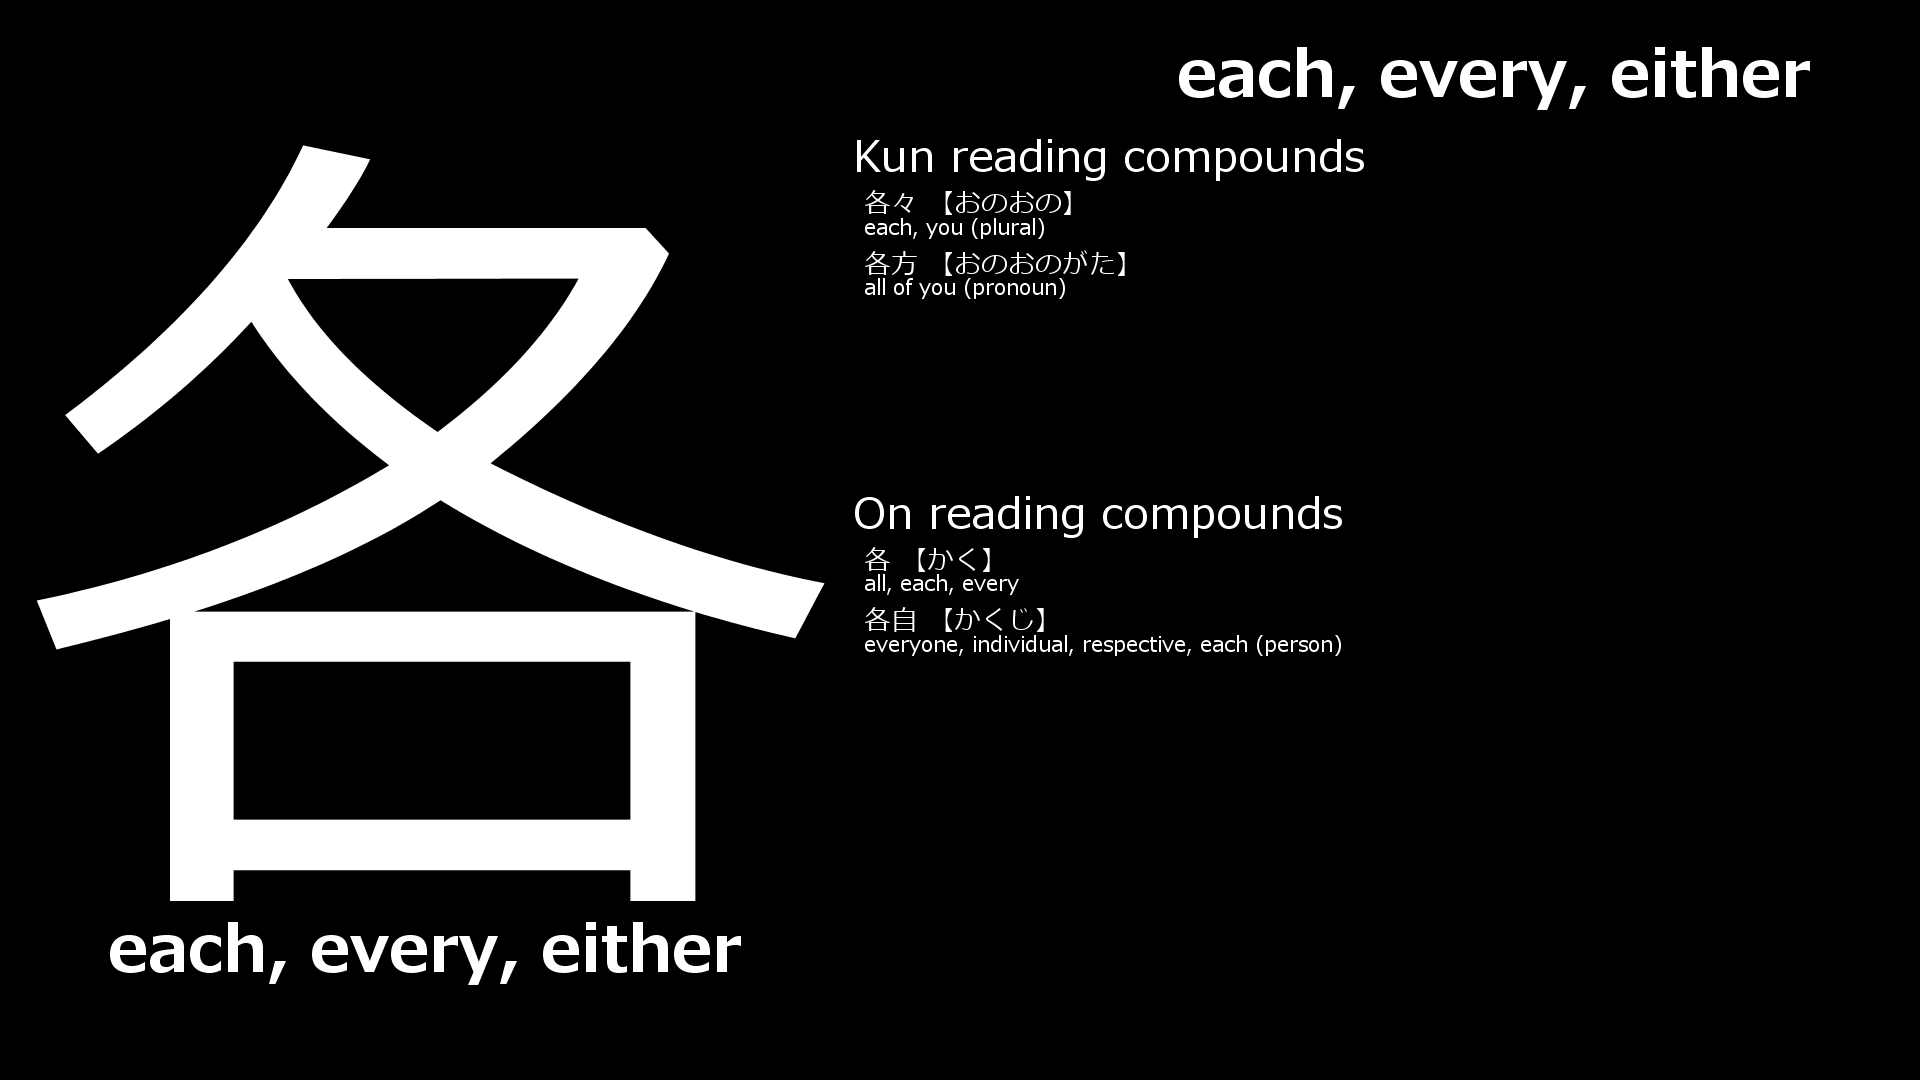 each, every, either
各
each, every, either
Kun reading compounds
各々 【おのおの】
each, you (plural)
各方 【おのおのがた】
all of you (pronoun)
On reading compounds
各 【かく】
all, each, every
各自 【かくじ】
everyone, individual, respective, each (person)